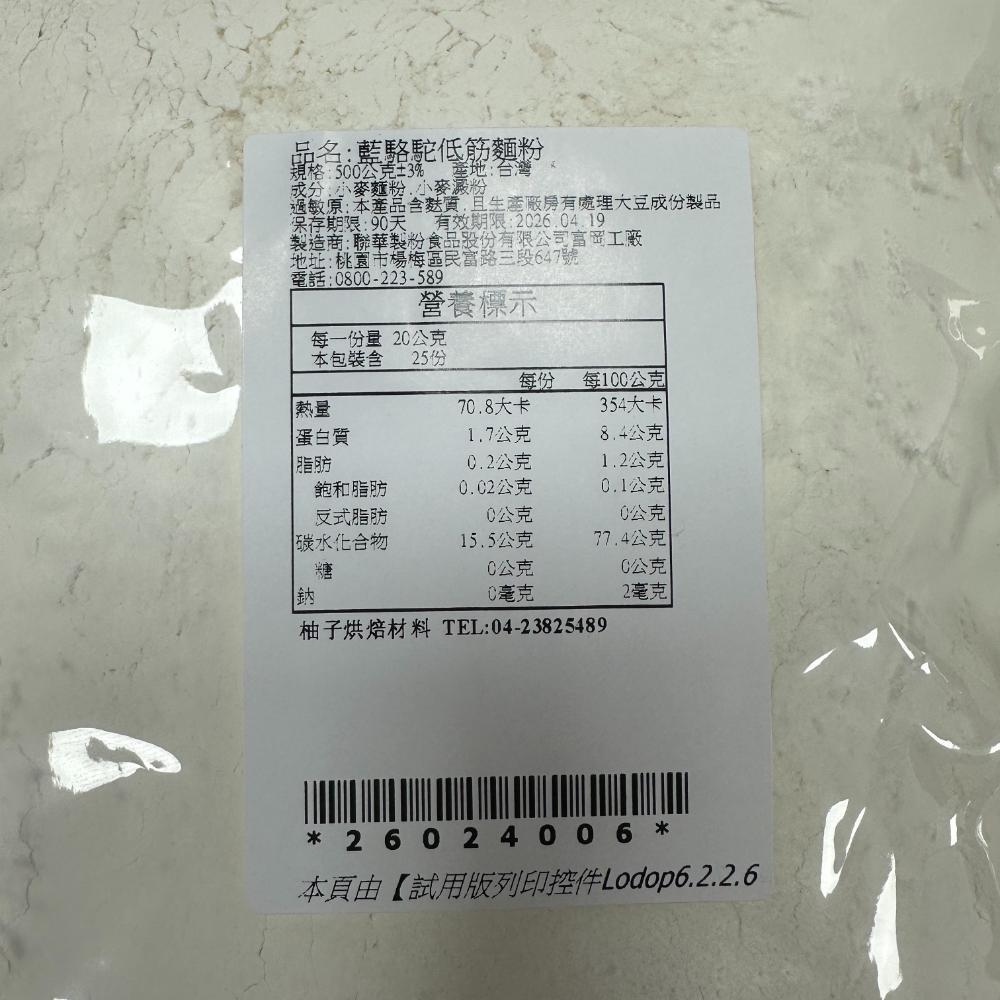 品名:藍駱駝低筋麵粉
規格:500公克±3% 產地:台灣
成分:小麥麵粉.小麥澱粉
過敏原:本產品含麩質.且生產廠房有處理大豆成份製品
保存期限:90天 有效期限:2026.04.19
製造商:聯華製粉食品股份有限公司富岡工廠
地址:桃園市楊梅區民富路三段647號
電話:0800-223-589
營養標示
每一份量 20公克
本包裝含 25份
每份 每100公克
熱量 70.8大卡 354大卡
蛋白質 1.7公克 8.4公克
脂肪 0.2公克 1.2公克
飽和脂肪 0.02公克 0.1公克
反式脂肪 0公克 0公克
碳水化合物 15.5公克 77.4公克
糖 0公克 0公克
鈉 0毫克 2毫克
柚子烘焙材料 TEL:04-23825489
*26024006*
本頁由【試用版列印控件Lodop6.2.2.6